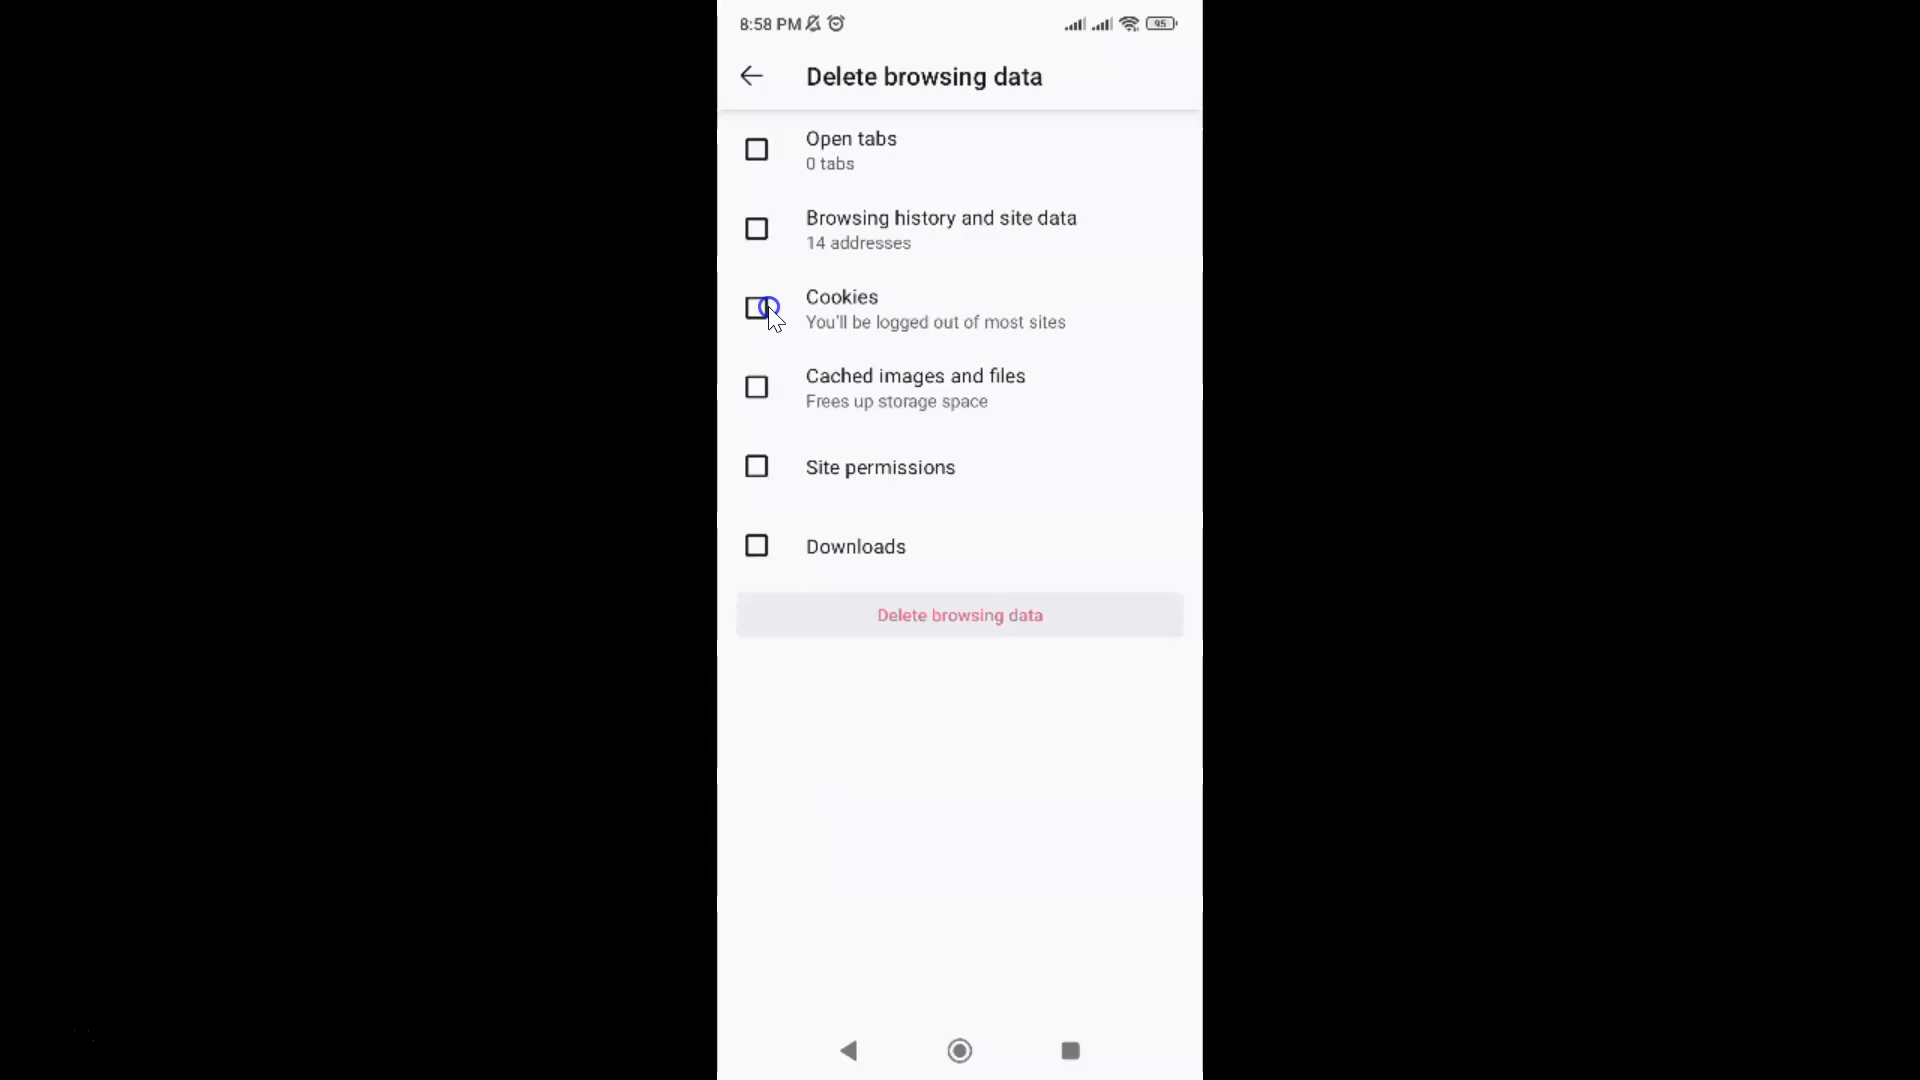 8:58 PM
95
Delete browsing data
Open tabs
0 tabs
Browsing history and site data
14 addresses
Cookies
You'll be logged out of most sites
Cached images and files
Frees up storage space
Site permissions
Downloads
Delete browsing data